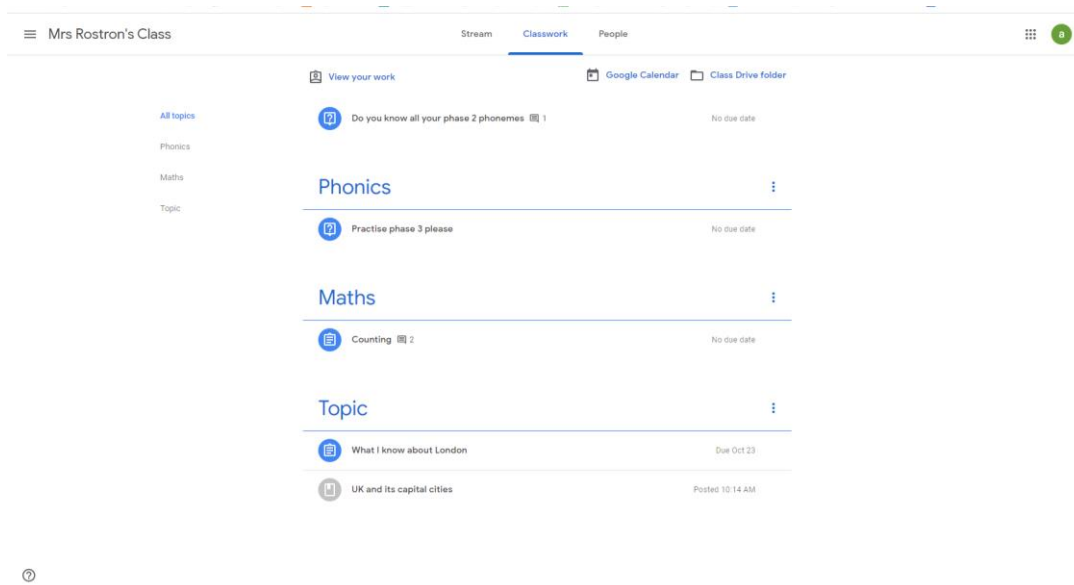 Mrs Rostron's Class
Stream Classwork People
a
View your work
Google Calendar Class Drive folder
All topics
Phonics
Maths
Topic
Do you know all your phase 2 phonemes 1 No due date
Phonics
Practise phase 3 please No due date
Maths
Counting 2 No due date
Topic
What I know about London Due Oct 23
UK and its capital cities Posted 10:14 AM